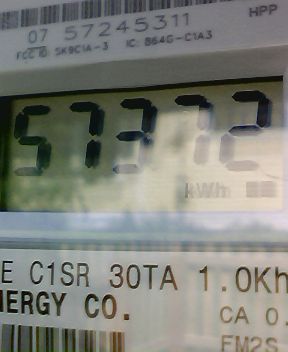 07 57245311
HPP
FCC ID SK9C1A-3 IC: 864G-C1A3
57372
kWh
E C1SR 30TA 1.0Kh
NERGY CO.
CA 0.
FM2S